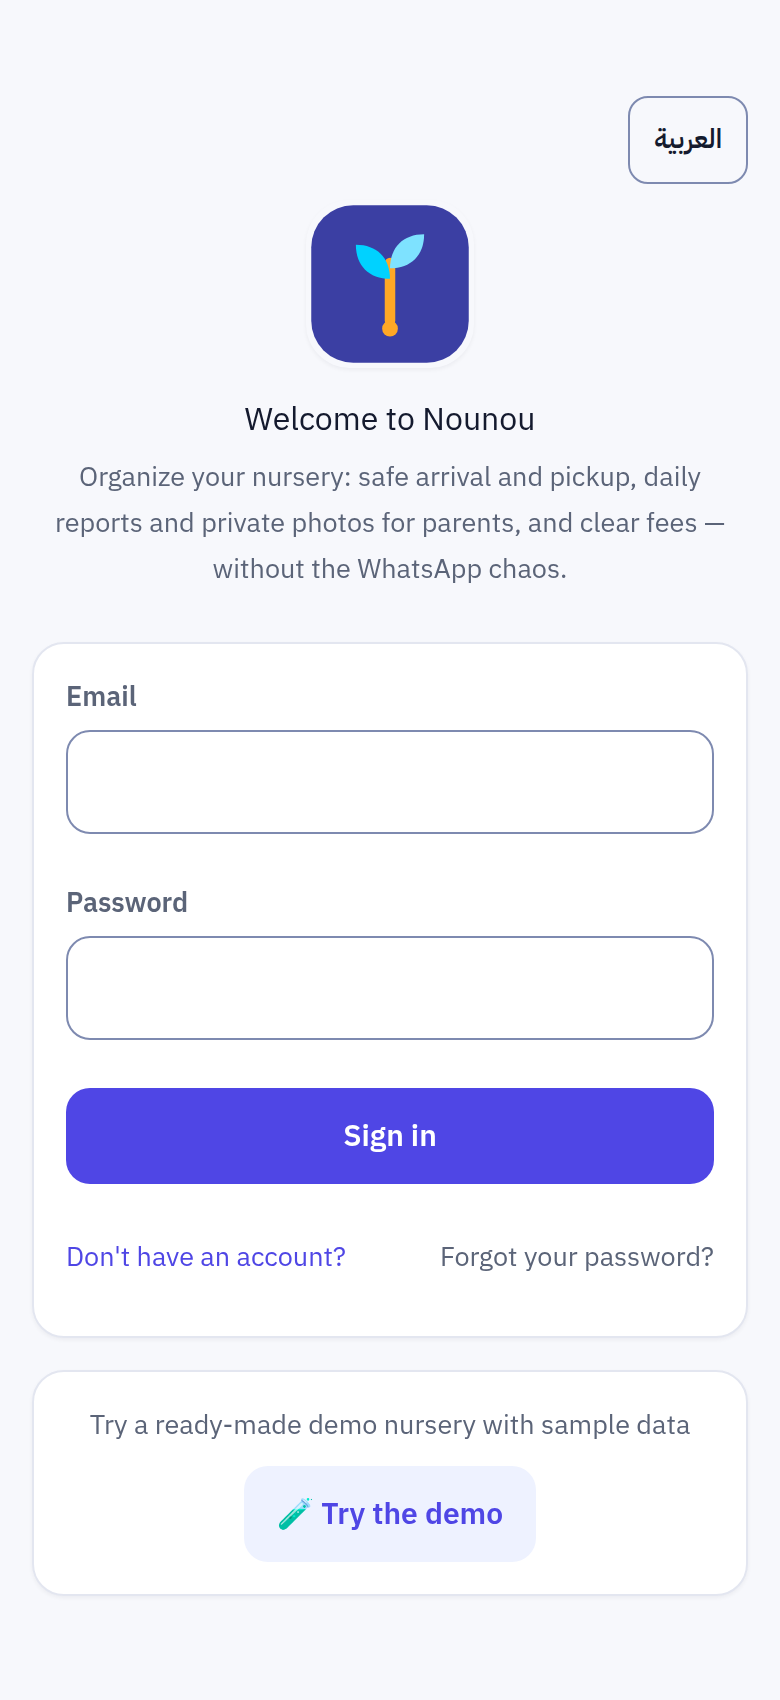 العربية
Welcome to Nounou
Organize your nursery: safe arrival and pickup, daily
reports and private photos for parents, and clear fees —
without the WhatsApp chaos.
Email
Password
Sign in
Don't have an account?
Forgot your password?
Try a ready-made demo nursery with sample data
🧪 Try the demo